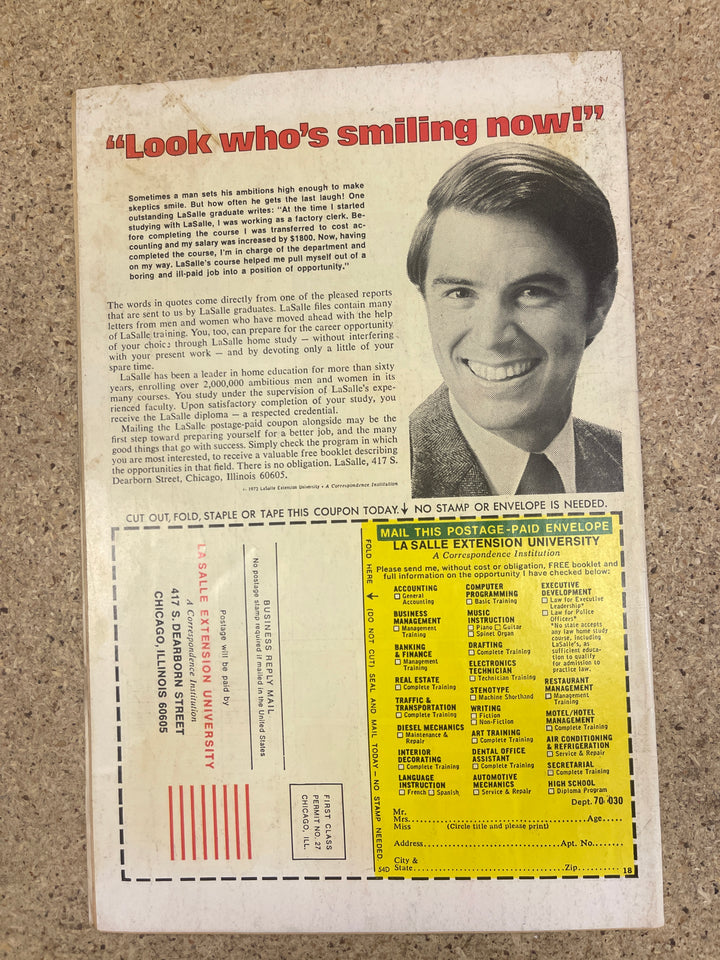 “Look who’s smiling now!”
Sometimes a man sets his ambitions high enough to make
skeptics smile. But how often he gets the last laugh! One
outstanding LaSalle graduate writes: "At the time I started
studying with LaSalle, I was working as a factory clerk. Be-
fore completing the course I was transferred to cost ac-
counting and my salary was increased by $1800. Now, having
completed the course, I'm in charge of the department and
on my way. LaSalle's course helped me pull myself out of a
boring and ill-paid job into a position of opportunity."
The words in quotes come directly from one of the pleased reports
that are sent to us by LaSalle graduates. LaSalle files contain many
letters from men and women who have moved ahead with the help
of LaSalle training. You, too, can prepare for the career opportunity
of your choice through LaSalle home study — without interfering
with your present work — and by devoting only a little of your
spare time.
LaSalle has been a leader in home education for more than sixty
years, enrolling over 2,000,000 ambitious men and women in its
many courses. You study under the supervision of LaSalle's expe-
rienced faculty. Upon satisfactory completion of your study, you
receive the LaSalle diploma — a respected credential.
Mailing the LaSalle postage-paid coupon alongside may be the
first step toward preparing yourself for a better job, and the many
good things that go with success. Simply check the program in which
you are most interested, to receive a valuable free booklet describing
the opportunities in that field. There is no obligation. LaSalle, 417 S.
Dearborn Street, Chicago, Illinois 60605.
LaSalle Extension University • A Correspondence Institution
CUT OUT, FOLD, STAPLE OR TAPE THIS COUPON TODAY. NO STAMP OR ENVELOPE IS NEEDED.
FIRST CLASS
PERMIT NO. 27
CHICAGO, ILL.
BUSINESS REPLY MAIL
No postage stamp required if mailed in the United States
Postage will be paid by
LA SALLE EXTENSION UNIVERSITY
A Correspondence Institution
417 S. DEARBORN STREET
CHICAGO, ILLINOIS 60605
FOLD HERE (DO NOT CUT) SEAL AND MAIL TODAY — NO STAMP NEEDED.
MAIL THIS POSTAGE-PAID ENVELOPE
LA SALLE EXTENSION UNIVERSITY
A Correspondence Institution
Please send me, without cost or obligation, FREE booklet and
full information on the opportunity I have checked below:
ACCOUNTING
General
Accounting
BUSINESS
MANAGEMENT
Management
Training
BANKING
& FINANCE
Management
Training
REAL ESTATE
Complete Training
TRAFFIC &
TRANSPORTATION
Complete Training
DIESEL MECHANICS
Maintenance &
Repair
INTERIOR
DECORATING
Complete Training
LANGUAGE
INSTRUCTION
French Spanish
COMPUTER
PROGRAMMING
Basic Training
MUSIC
INSTRUCTION
Piano Guitar
Spinet Organ
DRAFTING
Complete Training
ELECTRONICS
TECHNICIAN
Technician Training
STENOTYPE
Machine Shorthand
WRITING
Fiction
Non-Fiction
ART TRAINING
Complete Training
DENTAL OFFICE
ASSISTANT
Complete Training
AUTOMOTIVE
MECHANICS
Service & Repair
EXECUTIVE
DEVELOPMENT
Law for Executive
Leadership*
Law for Police
Officers*
*No state accepts
any law home study
course, including
LaSalle's, as
sufficient educa-
tion to qualify
for admission to
practice law.
RESTAURANT
MANAGEMENT
Management
Training
MOTEL/HOTEL
MANAGEMENT
Complete Training
AIR CONDITIONING
& REFRIGERATION
Service & Repair
SECRETARIAL
Complete Training
HIGH SCHOOL
Diploma Program
Dept. 70-030
Mr.
Mrs. Age
Miss (Circle title and please print)
Address Apt. No.
City &
State Zip
54D 18